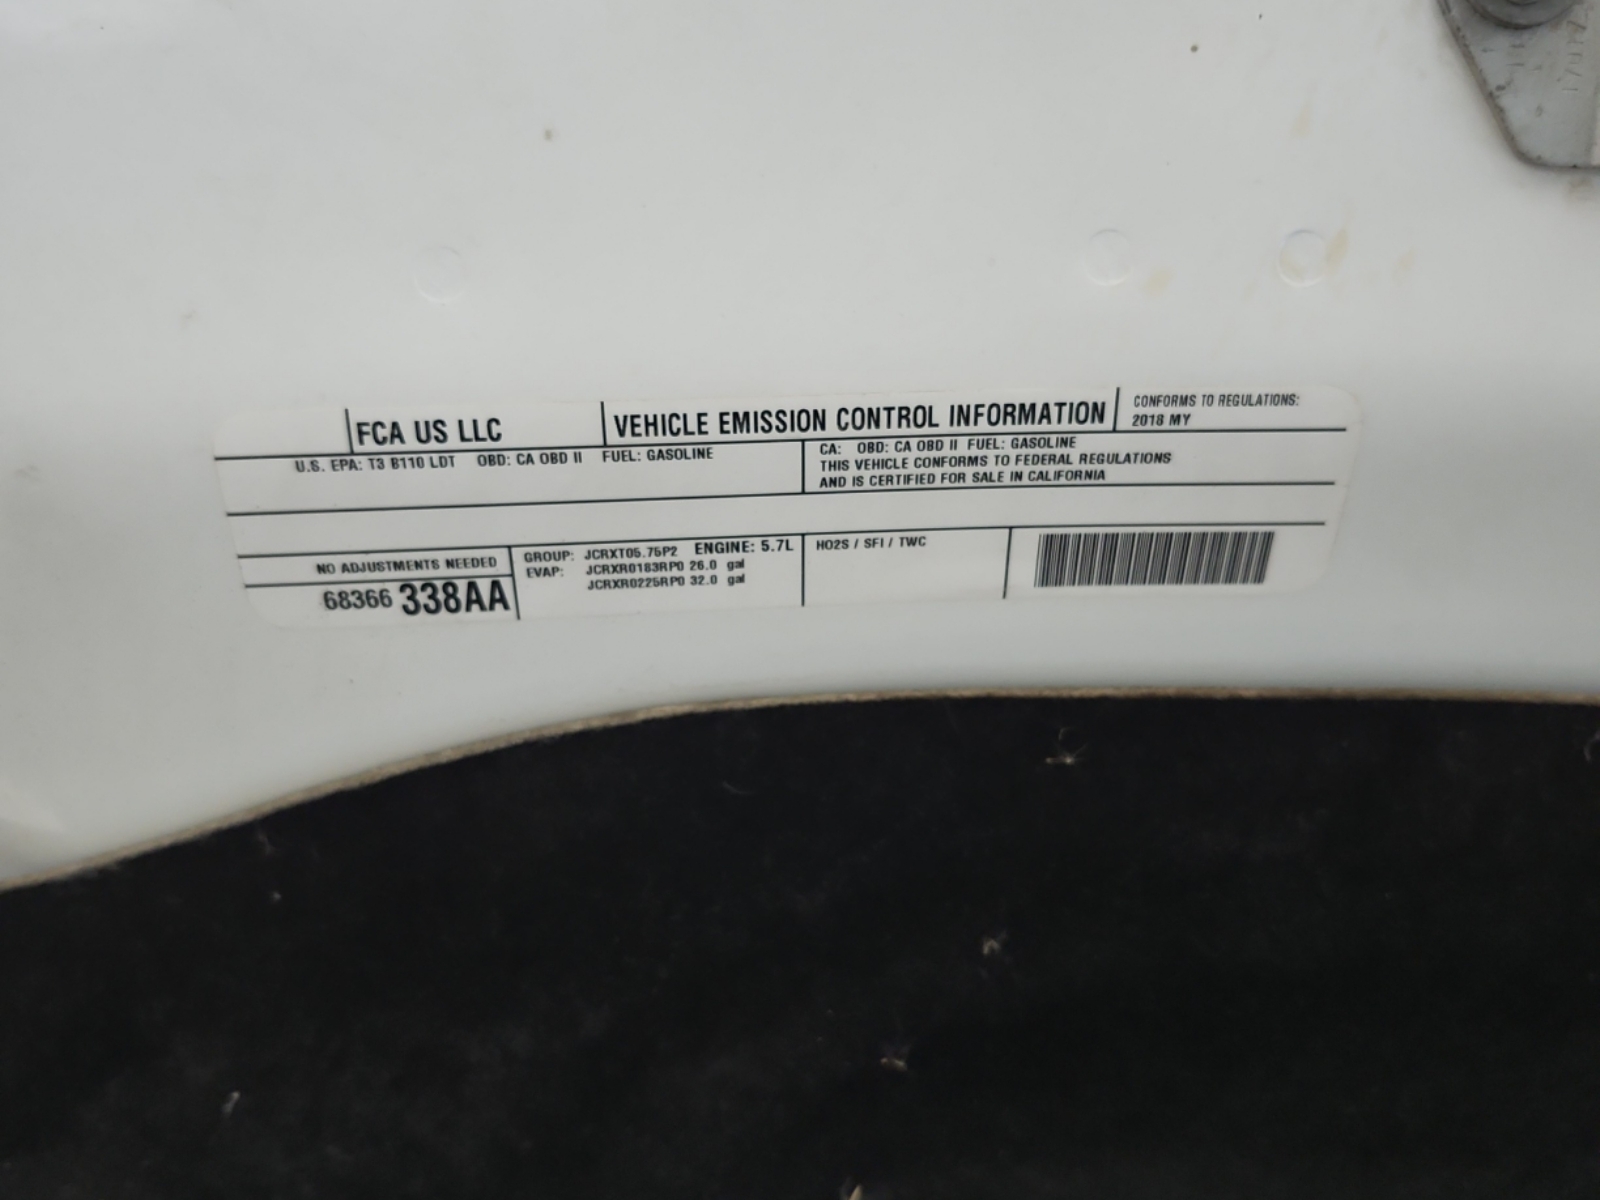 FCA US LLC
VEHICLE EMISSION CONTROL INFORMATION
CONFORMS TO REGULATIONS:
2018 MY
U.S. EPA: T3 B110 LDT OBD: CA OBD II FUEL: GASOLINE
CA: OBD: CA OBD II FUEL: GASOLINE
THIS VEHICLE CONFORMS TO FEDERAL REGULATIONS
AND IS CERTIFIED FOR SALE IN CALIFORNIA
NO ADJUSTMENTS NEEDED
68366 338AA
GROUP: JCRXT05.75P2 ENGINE: 5.7L
EVAP: JCRXR0183RP0 26.0 gal
JCRXR0225RP0 32.0 gal
HO2S / SFI / TWC